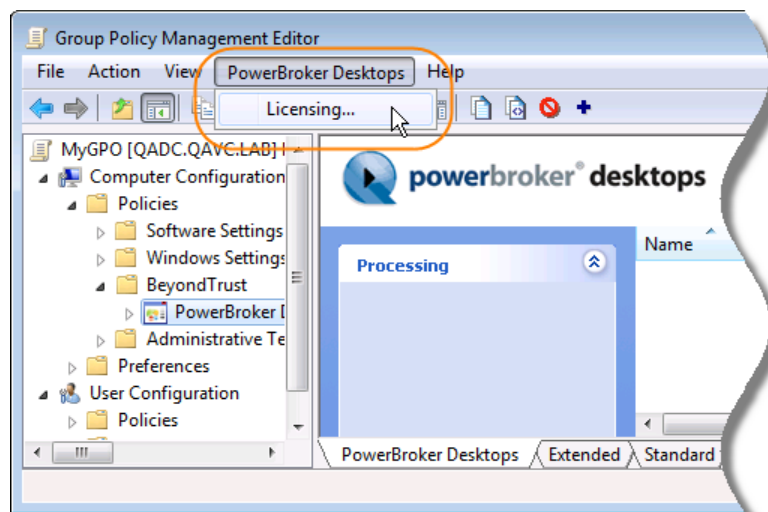 Group Policy Management Editor
File Action View PowerBroker Desktops Help
Licensing...
MyGPO [QADC.QAVC.LAB]
Computer Configuration
Policies
Software Settings
Windows Settings
BeyondTrust
PowerBroker
Administrative Te
Preferences
User Configuration
Policies
powerbroker® desktops
Processing
Name
PowerBroker Desktops Extended Standard